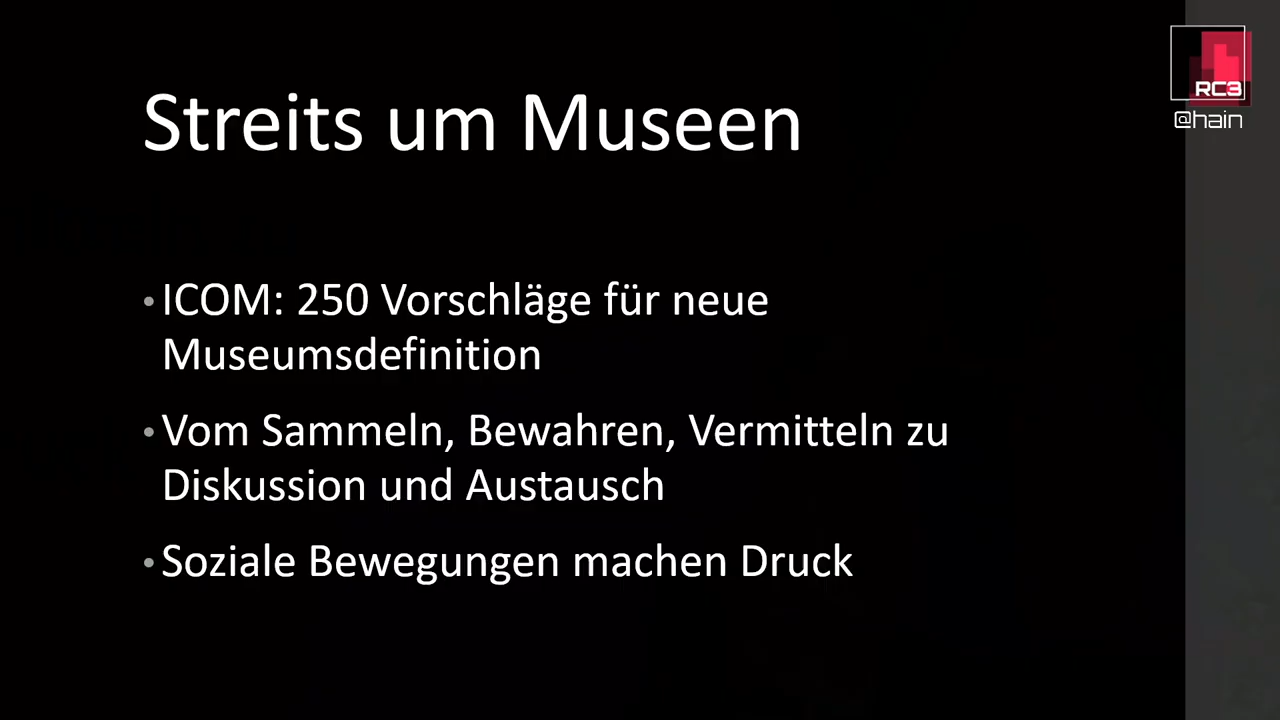 RC3
@hain
Streits um Museen
• ICOM: 250 Vorschläge für neue
Museumsdefinition
• Vom Sammeln, Bewahren, Vermitteln zu
Diskussion und Austausch
• Soziale Bewegungen machen Druck